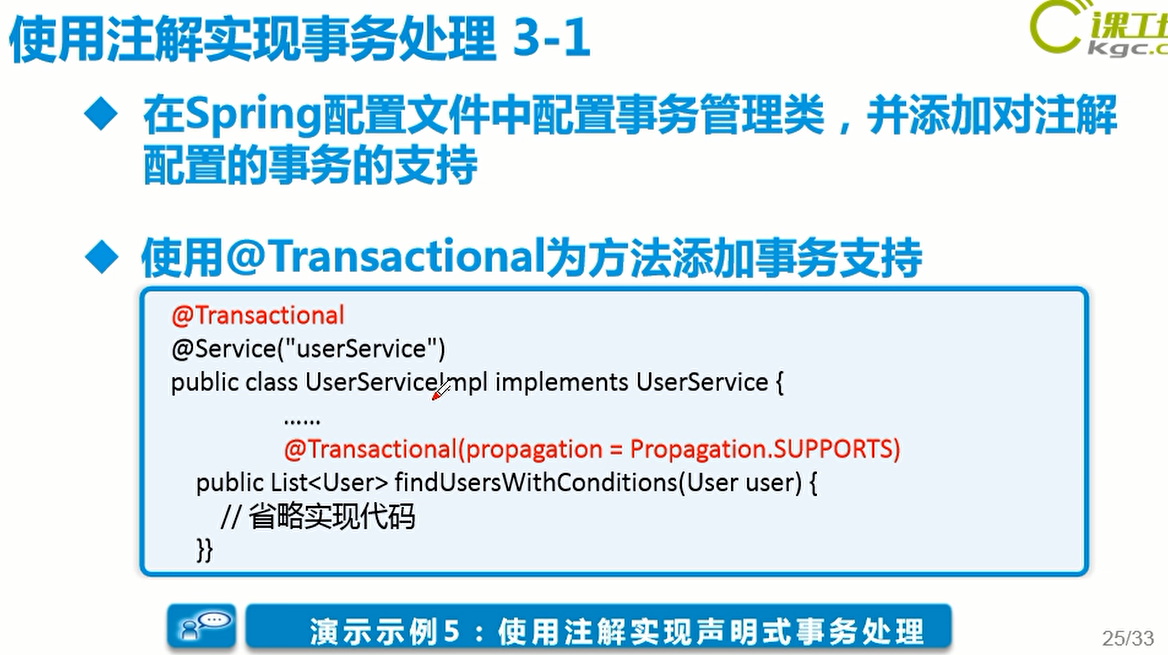 使用注解实现事务处理 3-1
课工场
kgc.c
在Spring配置文件中配置事务管理类，并添加对注解
配置的事务的支持
使用@Transactional为方法添加事务支持
@Transactional
@Service("userService")
public class UserServiceImpl implements UserService {
......
@Transactional(propagation = Propagation.SUPPORTS)
public List<User> findUsersWithConditions(User user) {
// 省略实现代码
}}
演示示例5：使用注解实现声明式事务处理
25/33